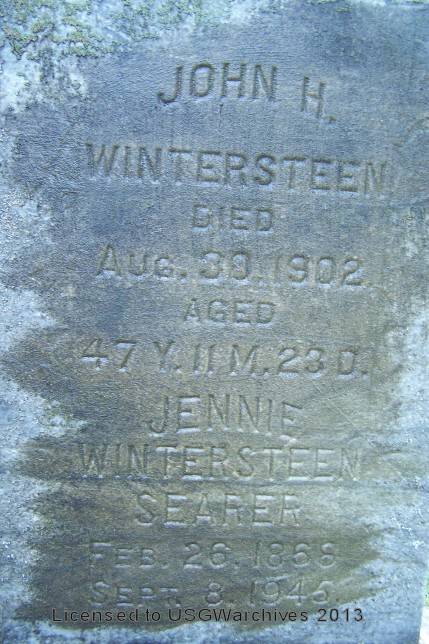 JOHN H.
WINTERSTEEN
DIED
AUG. 30. 1902.
AGED
47 Y. 11 M. 23 D.
JENNIE
WINTERSTEEN
SEARER
FEB. 26. 1868
SEPT. 8. 1945.
Licensed to USGWarchives 2013